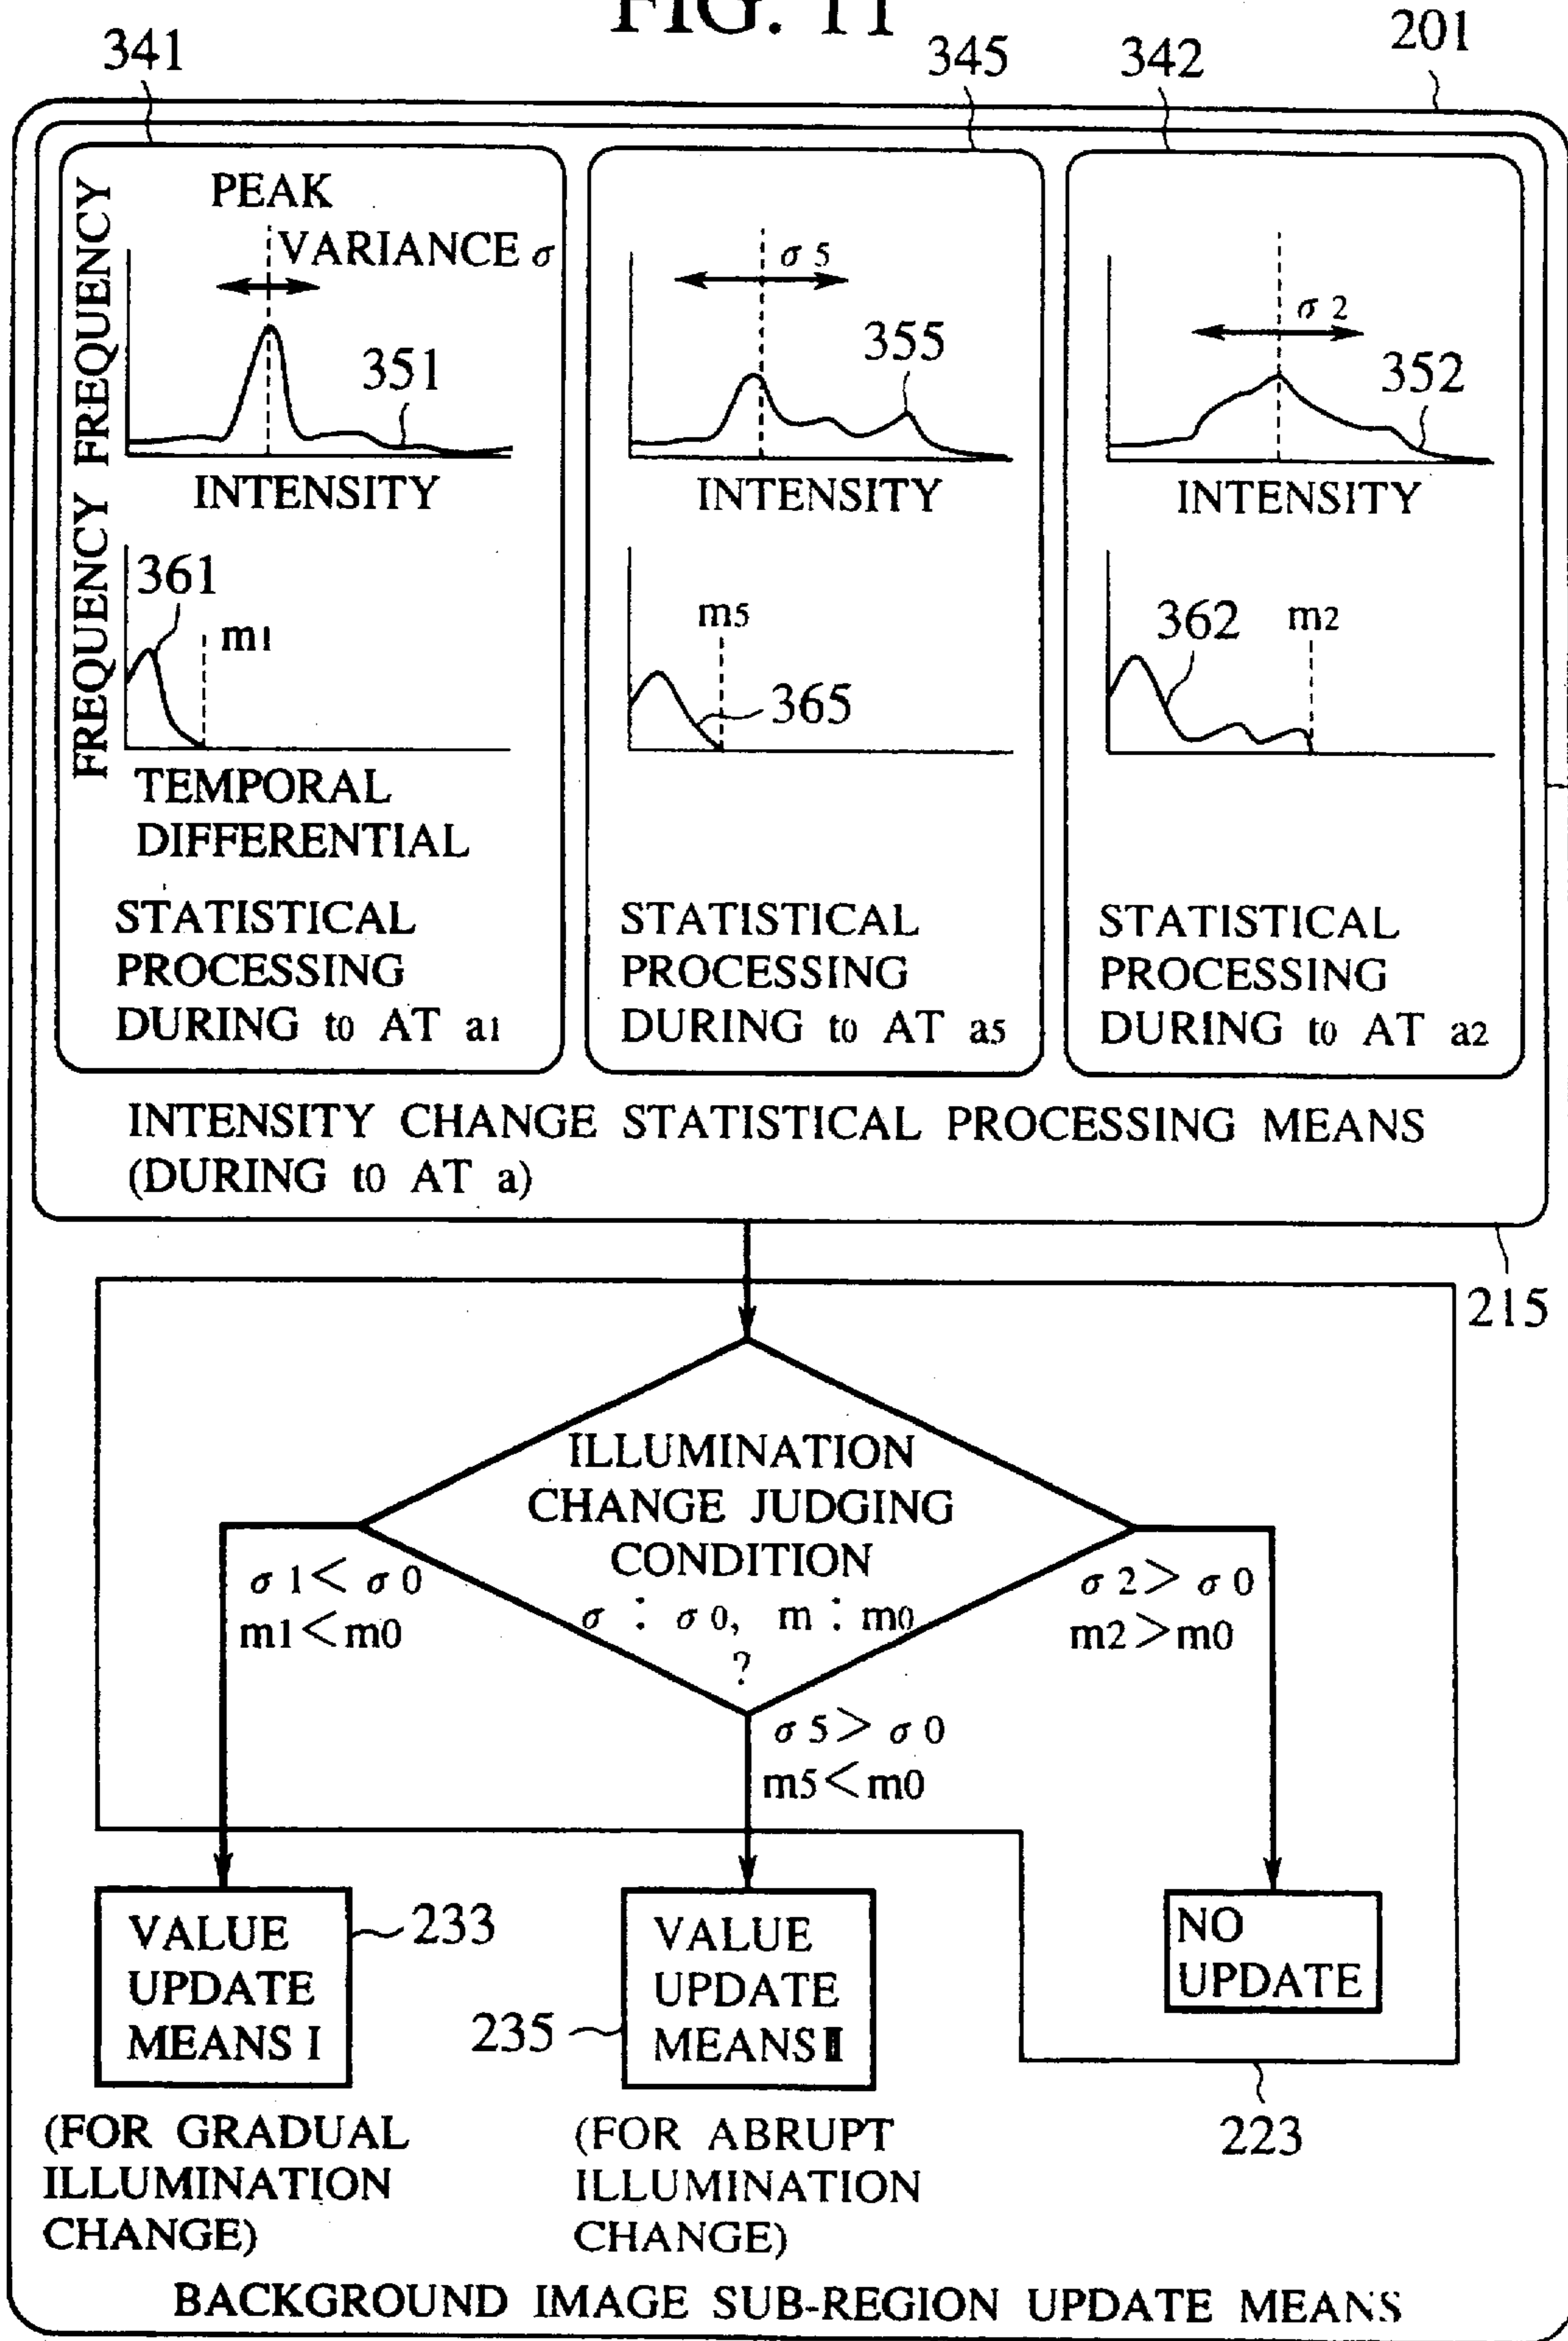 FIG. 11
341
345
342
201
PEAK
VARIANCE σ
FREQUENCY
351
INTENSITY
σ 5
355
INTENSITY
σ 2
352
INTENSITY
FREQUENCY
361
m1
TEMPORAL
DIFFERENTIAL
m5
365
362
m2
STATISTICAL
PROCESSING
DURING t0 AT a1
STATISTICAL
PROCESSING
DURING t0 AT a5
STATISTICAL
PROCESSING
DURING t0 AT a2
INTENSITY CHANGE STATISTICAL PROCESSING MEANS
(DURING t0 AT a)
215
ILLUMINATION
CHANGE JUDGING
CONDITION
σ : σ 0, m : m0
?
σ 1< σ 0
m1<m0
σ 2> σ 0
m2>m0
σ 5> σ 0
m5<m0
VALUE
UPDATE
MEANS I
233
(FOR GRADUAL
ILLUMINATION
CHANGE)
VALUE
UPDATE
MEANS II
235
(FOR ABRUPT
ILLUMINATION
CHANGE)
NO
UPDATE
223
BACKGROUND IMAGE SUB-REGION UPDATE MEANS